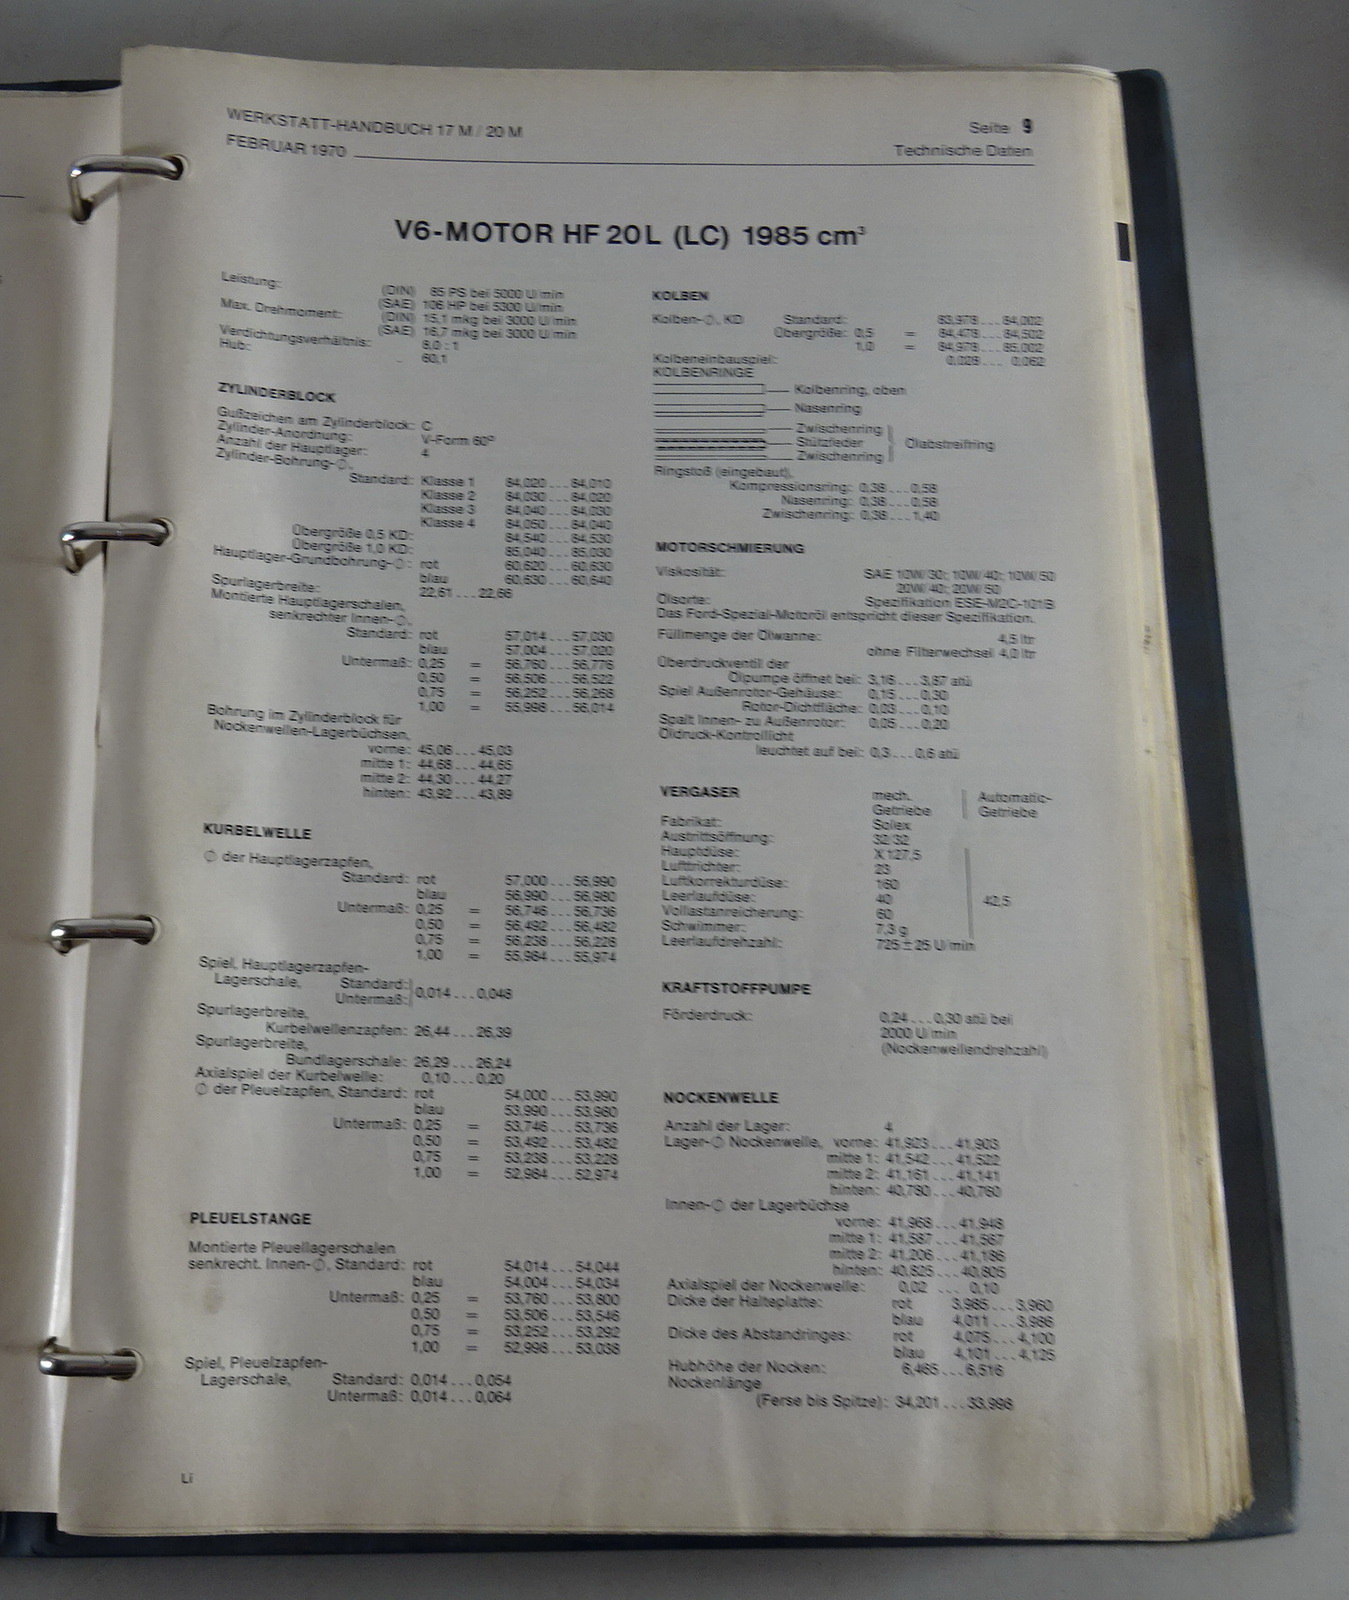 WERKSTATT-HANDBUCH 17 M / 20 M
FEBRUAR 1970
Seite 9
Technische Daten
V6-MOTOR HF 20 L (LC) 1985 cm³
Leistung: (DIN) 85 PS bei 5000 U/min
(SAE) 106 HP bei 5300 U/min
Max. Drehmoment: (DIN) 15,1 mkg bei 3000 U/min
(SAE) 16,7 mkg bei 3000 U/min
Verdichtungsverhältnis: 8,0 : 1
Hub: 60,1
ZYLINDERBLOCK
Gußzeichen am Zylinderblock: C
Zylinder-Anordnung: V-Form 60°
Anzahl der Hauptlager: 4
Zylinder-Bohrung-∅,
Standard: Klasse 1 84,020 ... 84,010
Klasse 2 84,030 ... 84,020
Klasse 3 84,040 ... 84,030
Klasse 4 84,050 ... 84,040
Übergröße 0,5 KD: 84,540 ... 84,530
Übergröße 1,0 KD: 85,040 ... 85,030
Hauptlager-Grundbohrung-∅: rot 60,620 ... 60,630
blau 60,630 ... 60,640
Spurlagerbreite: 22,61 ... 22,66
Montierte Hauptlagerschalen,
senkrechter Innen-∅,
Standard: rot 57,014 ... 57,030
blau 57,004 ... 57,020
Untermaß: 0,25 = 56,760 ... 56,776
0,50 = 56,506 ... 56,522
0,75 = 56,252 ... 56,268
1,00 = 55,998 ... 56,014
Bohrung im Zylinderblock für
Nockenwellen-Lagerbüchsen,
vorne: 45,06 ... 45,03
mitte 1: 44,68 ... 44,65
mitte 2: 44,30 ... 44,27
hinten: 43,92 ... 43,89
KURBELWELLE
∅ der Hauptlagerzapfen,
Standard: rot 57,000 ... 56,990
blau 56,990 ... 56,980
Untermaß: 0,25 = 56,746 ... 56,736
0,50 = 56,492 ... 56,482
0,75 = 56,238 ... 56,228
1,00 = 55,984 ... 55,974
Spiel, Hauptlagerzapfen-
Lagerschale, Standard:
Untermaß: 0,014 ... 0,048
Spurlagerbreite,
Kurbelwellenzapfen: 26,44 ... 26,39
Spurlagerbreite,
Bundlagerschale: 26,29 ... 26,24
Axialspiel der Kurbelwelle: 0,10 ... 0,20
∅ der Pleuelzapfen, Standard: rot 54,000 ... 53,990
blau 53,990 ... 53,980
Untermaß: 0,25 = 53,746 ... 53,736
0,50 = 53,492 ... 53,482
0,75 = 53,238 ... 53,228
1,00 = 52,984 ... 52,974
PLEUELSTANGE
Montierte Pleuellagerschalen
senkrecht. Innen-∅, Standard: rot 54,014 ... 54,044
blau 54,004 ... 54,034
Untermaß: 0,25 = 53,760 ... 53,800
0,50 = 53,506 ... 53,546
0,75 = 53,252 ... 53,292
1,00 = 52,998 ... 53,038
Spiel, Pleuelzapfen-
Lagerschale, Standard: 0,014 ... 0,054
Untermaß: 0,014 ... 0,064
Li
KOLBEN
Kolben-∅, KD Standard: 83,978 ... 84,002
Übergröße: 0,5 = 84,478 ... 84,502
1,0 = 84,978 ... 85,002
Kolbeneinbauspiel: 0,028 ... 0,062
KOLBENRINGE
Kolbenring, oben
Nasenring
Zwischenring
Stützfeder Ölabstreifring
Zwischenring
Ringstoß (eingebaut),
Kompressionsring: 0,38 ... 0,58
Nasenring: 0,38 ... 0,58
Zwischenring: 0,38 ... 1,40
MOTORSCHMIERUNG
Viskosität: SAE 10W/30; 10W/40; 10W/50
20W/40; 20W/50
Ölsorte: Spezifikation ESE-M2C-101B
Das Ford-Spezial-Motoröl entspricht dieser Spezifikation.
Füllmenge der Ölwanne: 4,5 ltr
ohne Filterwechsel 4,0 ltr
Überdruckventil der
Ölpumpe öffnet bei: 3,16 ... 3,87 atü
Spiel Außenrotor-Gehäuse: 0,15 ... 0,30
Rotor-Dichtfläche: 0,03 ... 0,10
Spalt Innen- zu Außenrotor: 0,05 ... 0,20
Öldruck-Kontrollicht
leuchtet auf bei: 0,3 ... 0,6 atü
VERGASER mech. Automatic-
Getriebe Getriebe
Fabrikat: Solex
Austrittsöffnung: 32/32
Hauptdüse: X 127,5
Lufttrichter: 23
Luftkorrekturdüse: 160
Leerlaufdüse: 40 42,5
Vollastanreicherung: 60
Schwimmer: 7,3 g
Leerlaufdrehzahl: 725 ± 25 U/min
KRAFTSTOFFPUMPE
Förderdruck: 0,24 ... 0,30 atü bei
2000 U/min
(Nockenwellendrehzahl)
NOCKENWELLE
Anzahl der Lager: 4
Lager-∅ Nockenwelle, vorne: 41,923 ... 41,903
mitte 1: 41,542 ... 41,522
mitte 2: 41,161 ... 41,141
hinten: 40,780 ... 40,760
Innen-∅ der Lagerbüchse
vorne: 41,968 ... 41,948
mitte 1: 41,587 ... 41,567
mitte 2: 41,206 ... 41,186
hinten: 40,825 ... 40,805
Axialspiel der Nockenwelle: 0,02 ... 0,10
Dicke der Halteplatte: rot 3,985 ... 3,960
blau 4,011 ... 3,986
Dicke des Abstandringes: rot 4,075 ... 4,100
blau 4,101 ... 4,125
Hubhöhe der Nocken: 6,465 ... 6,516
Nockenlänge
(Ferse bis Spitze): 34,201 ... 33,998